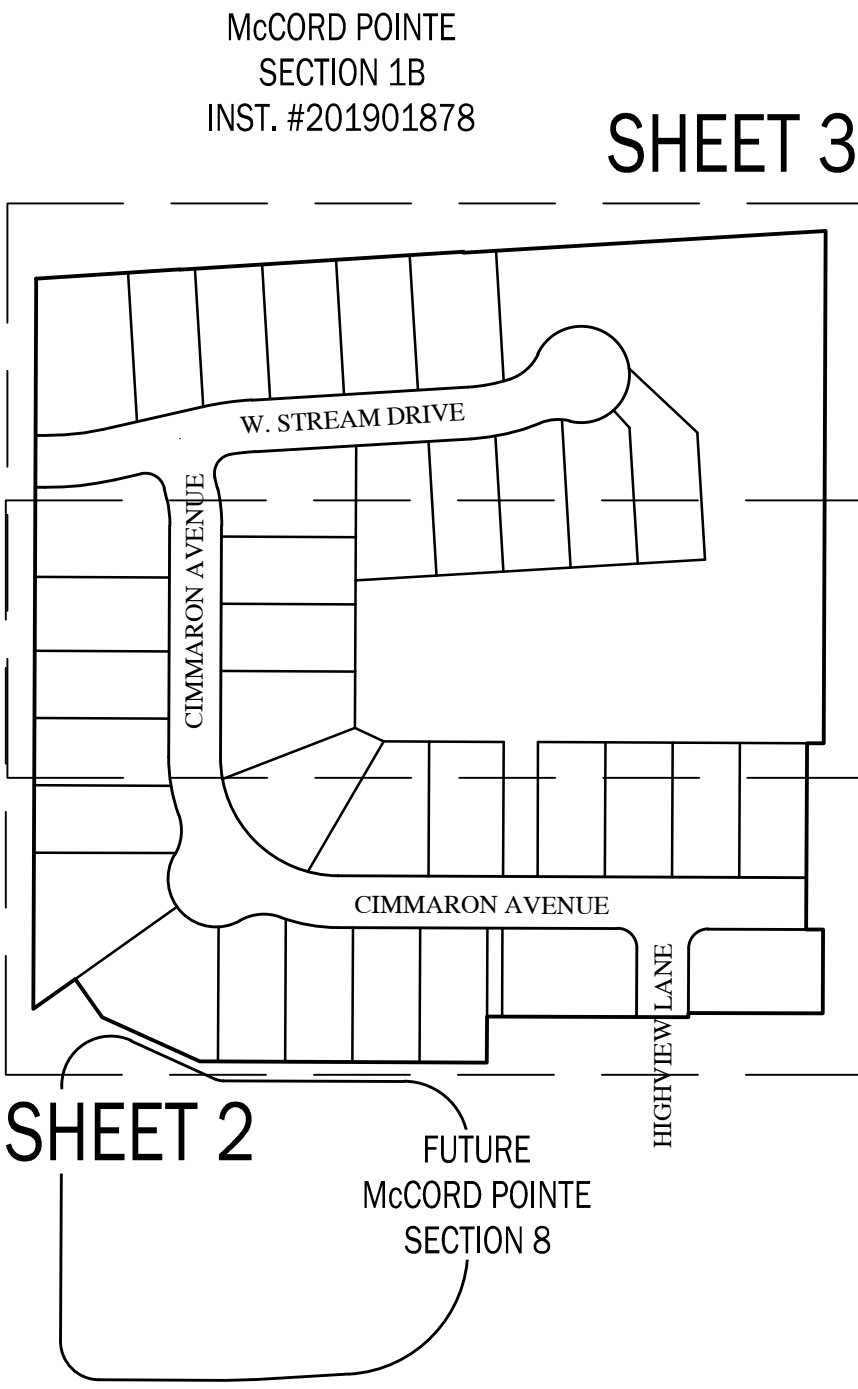 McCORD POINTE
SECTION 1B
INST. #201901878
SHEET 3
W. STREAM DRIVE
CIMMARON AVENUE
CIMMARON AVENUE
HIGHVIEW LANE
SHEET 2
FUTURE
McCORD POINTE
SECTION 8